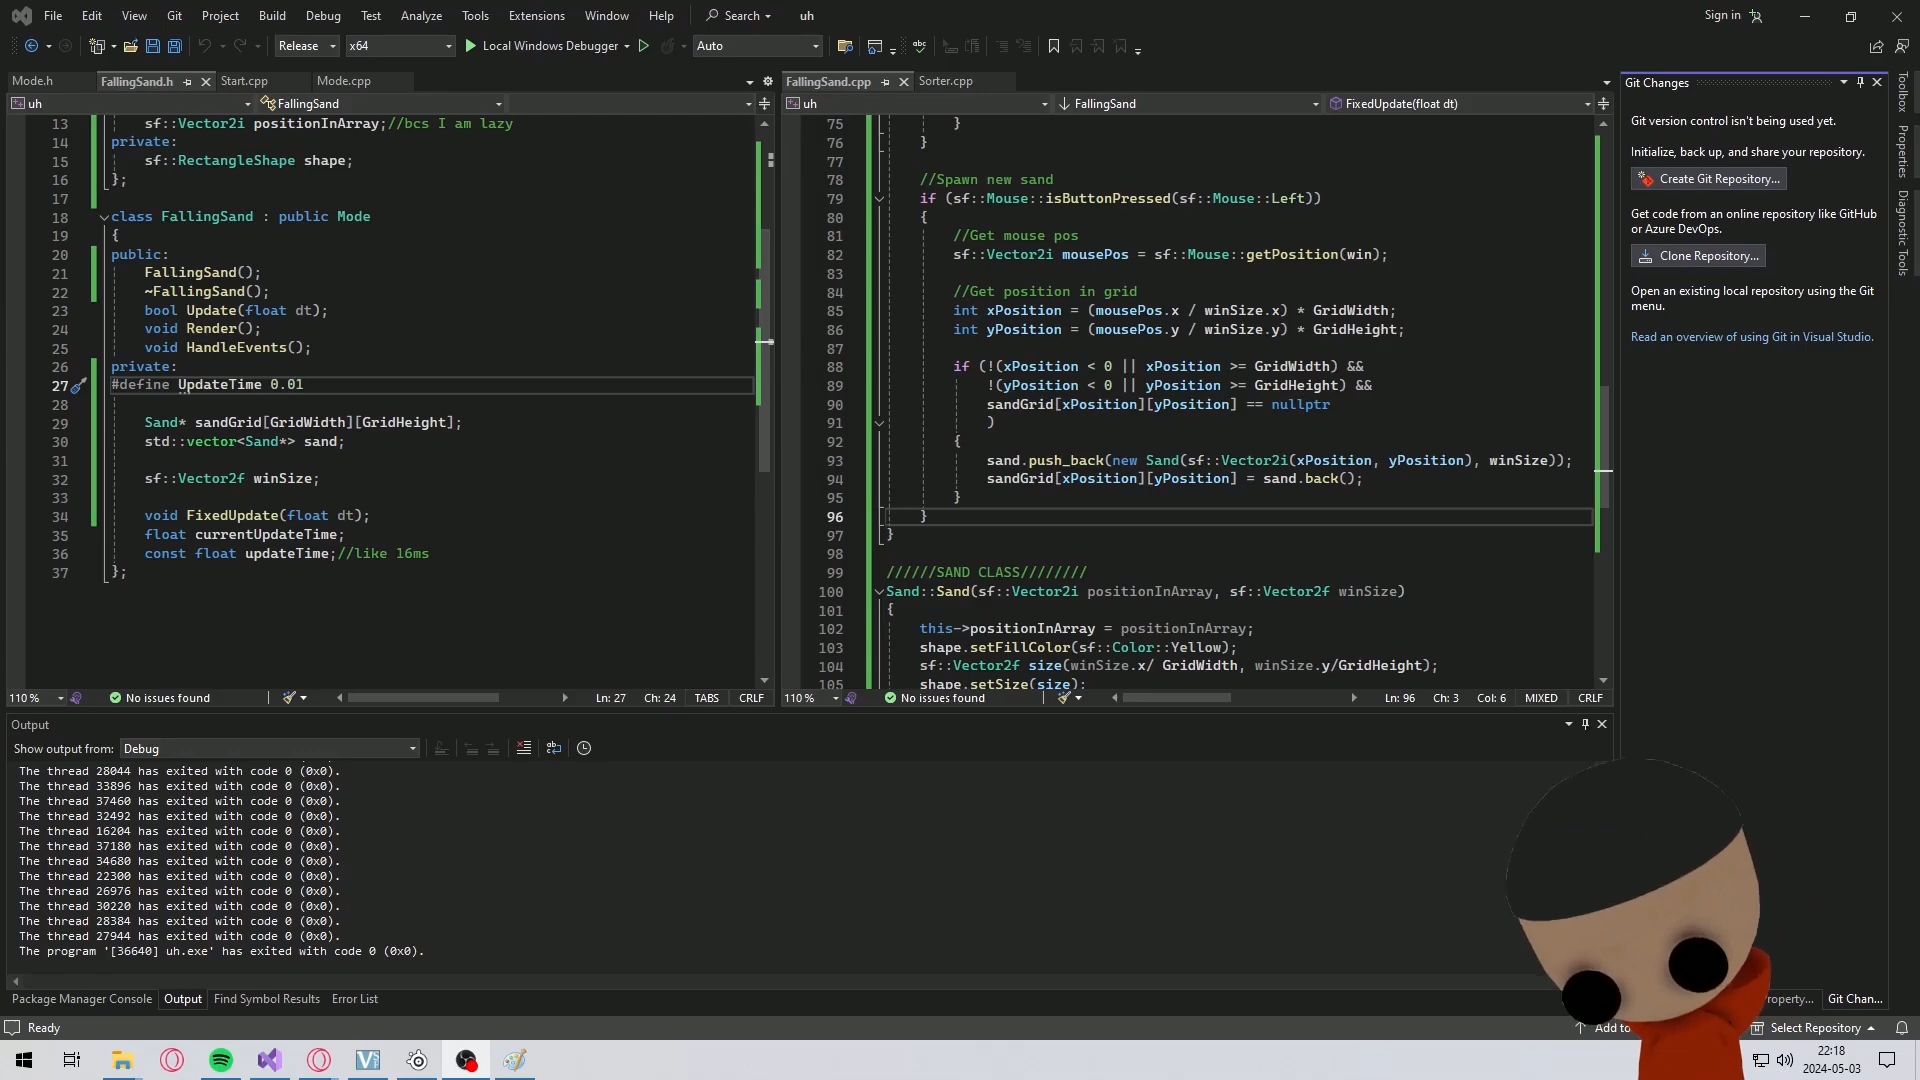 File Edit View Git Project Build Debug Test Analyze Tools Extensions Window Help Search uh Sign in
Release x64 Local Windows Debugger Auto
Mode.h FallingSand.h Start.cpp Mode.cpp
uh FallingSand
13 sf::Vector2i positionInArray;//bcs I am lazy
14 private:
15 sf::RectangleShape shape;
16 };
17
18 class FallingSand : public Mode
19 {
20 public:
21 FallingSand();
22 ~FallingSand();
23 bool Update(float dt);
24 void Render();
25 void HandleEvents();
26 private:
27 #define UpdateTime 0.01
28
29 Sand* sandGrid[GridWidth][GridHeight];
30 std::vector<Sand*> sand;
31
32 sf::Vector2f winSize;
33
34 void FixedUpdate(float dt);
35 float currentUpdateTime;
36 const float updateTime;//like 16ms
37 };
110 % No issues found Ln: 27 Ch: 24 TABS CRLF
FallingSand.cpp Sorter.cpp
uh FallingSand FixedUpdate(float dt)
75 }
76 }
77
78 //Spawn new sand
79 if (sf::Mouse::isButtonPressed(sf::Mouse::Left))
80 {
81 //Get mouse pos
82 sf::Vector2i mousePos = sf::Mouse::getPosition(win);
83
84 //Get position in grid
85 int xPosition = (mousePos.x / winSize.x) * GridWidth;
86 int yPosition = (mousePos.y / winSize.y) * GridHeight;
87
88 if (!(xPosition < 0 || xPosition >= GridWidth) &&
89 !(yPosition < 0 || yPosition >= GridHeight) &&
90 sandGrid[xPosition][yPosition] == nullptr
91 )
92 {
93 sand.push_back(new Sand(sf::Vector2i(xPosition, yPosition), winSize));
94 sandGrid[xPosition][yPosition] = sand.back();
95 }
96 }
97 }
98
99 //////SAND CLASS////////
100 Sand::Sand(sf::Vector2i positionInArray, sf::Vector2f winSize)
101 {
102 this->positionInArray = positionInArray;
103 shape.setFillColor(sf::Color::Yellow);
104 sf::Vector2f size(winSize.x/ GridWidth, winSize.y/GridHeight);
105 shape.setSize(size);
110 % No issues found Ln: 96 Ch: 3 Col: 6 MIXED CRLF
Git Changes
Git version control isn't being used yet.
Initialize, back up, and share your repository.
Create Git Repository...
Get code from an online repository like GitHub
or Azure DevOps.
Clone Repository...
Open an existing local repository using the Git
menu.
Read an overview of using Git in Visual Studio.
Toolbox
Properties
Diagnostic Tools
Output
Show output from: Debug
The thread 28044 has exited with code 0 (0x0).
The thread 33896 has exited with code 0 (0x0).
The thread 37460 has exited with code 0 (0x0).
The thread 32492 has exited with code 0 (0x0).
The thread 16204 has exited with code 0 (0x0).
The thread 37180 has exited with code 0 (0x0).
The thread 34680 has exited with code 0 (0x0).
The thread 22300 has exited with code 0 (0x0).
The thread 26976 has exited with code 0 (0x0).
The thread 30220 has exited with code 0 (0x0).
The thread 28384 has exited with code 0 (0x0).
The thread 27944 has exited with code 0 (0x0).
The program '[36640] uh.exe' has exited with code 0 (0x0).
Package Manager Console Output Find Symbol Results Error List
roperty... Git Chan...
Ready Add to Select Repository
22:18
2024-05-03